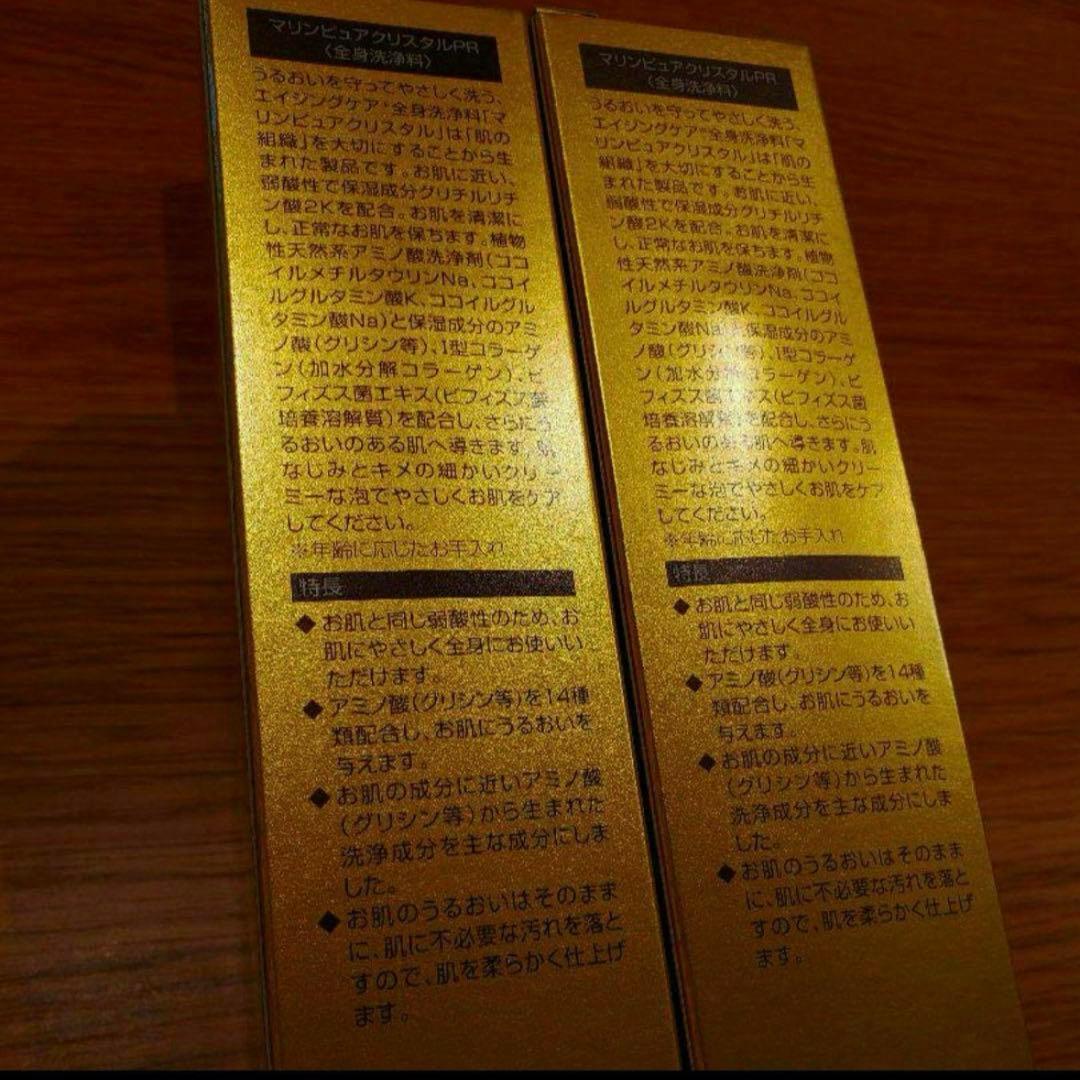 マリンピュアクリスタルPR
(全身洗浄料)
うるおいを守ってやさしく洗う、
エイジングケア※全身洗浄料「マ
リンピュアクリスタル」は「肌の
組織」を大切にすることから生
まれた製品です。お肌に近い、
弱酸性で保湿成分グリチルリチ
ン酸2Kを配合。お肌を清潔に
し、正常なお肌を保ちます。植物
性天然系アミノ酸洗浄剤(ココ
イルメチルタウリンNa、ココイ
ルグルタミン酸K、ココイルグル
タミン酸Na)と保湿成分のアミ
ノ酸(グリシン等)、I型コラーゲ
ン(加水分解コラーゲン)、ビ
フィズス菌エキス(ビフィズス菌
培養溶解質)を配合し、さらにう
るおいのある肌へ導きます。肌
なじみとキメの細かいクリー
ミーな泡でやさしくお肌をケア
してください。
※年齢に応じたお手入れ
特長
◆お肌と同じ弱酸性のため、お
肌にやさしく全身にお使いい
ただけます。
◆アミノ酸(グリシン等)を14種
類配合し、お肌にうるおいを
与えます。
◆お肌の成分に近いアミノ酸
(グリシン等)から生まれた
洗浄成分を主な成分にしま
した。
◆お肌のうるおいはそのまま
に、肌に不必要な汚れを落と
すので、肌を柔らかく仕上げ
ます。
マリンピュアクリスタルPR
(全身洗浄料)
うるおいを守ってやさしく洗う、
エイジングケア※全身洗浄料「マ
リンピュアクリスタル」は「肌の
組織」を大切にすることから生
まれた製品です。お肌に近い、
弱酸性で保湿成分グリチルリチ
ン酸2Kを配合。お肌を清潔に
し、正常なお肌を保ちます。植物
性天然系アミノ酸洗浄剤(ココ
イルメチルタウリンNa、ココイ
ルグルタミン酸K、ココイルグル
タミン酸Na)と保湿成分のアミ
ノ酸(グリシン等)、I型コラーゲ
ン(加水分解コラーゲン)、ビ
フィズス菌エキス(ビフィズス菌
培養溶解質)を配合し、さらにう
るおいのある肌へ導きます。肌
なじみとキメの細かいクリー
ミーな泡でやさしくお肌をケア
してください。
※年齢に応じたお手入れ
特長
◆お肌と同じ弱酸性のため、お
肌にやさしく全身にお使いい
ただけます。
◆アミノ酸(グリシン等)を14種
類配合し、お肌にうるおいを
与えます。
◆お肌の成分に近いアミノ酸
(グリシン等)から生まれた
洗浄成分を主な成分にしま
した。
◆お肌のうるおいはそのまま
に、肌に不必要な汚れを落と
すので、肌を柔らかく仕上げ
ます。